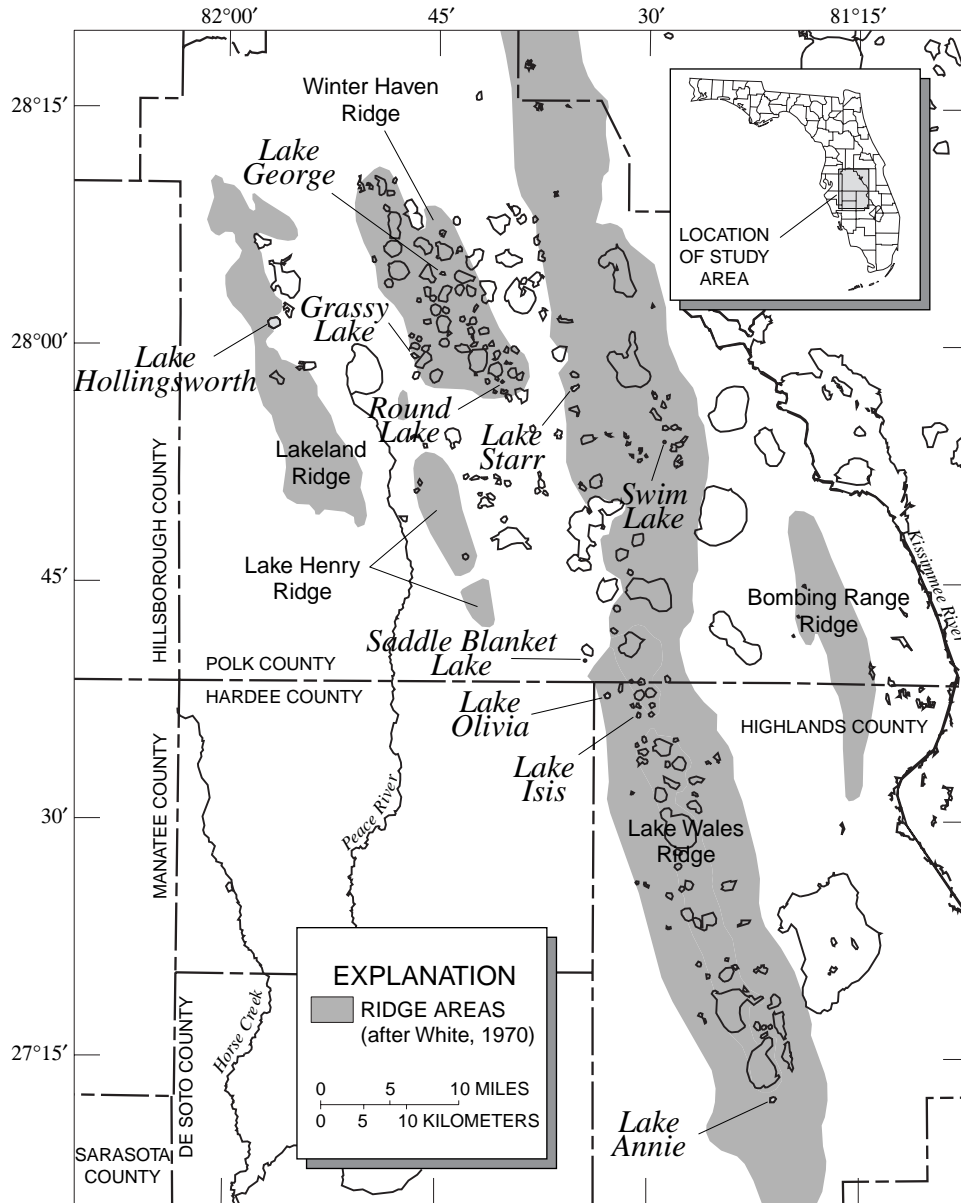 82°00′
45′
30′
81°15′
28°15′
28°00′
45′
30′
27°15′
Winter Haven
Ridge
Lake
George
Grassy
Lake
Lake
Hollingsworth
Round
Lake
Lake
Starr
Swim
Lake
Lakeland
Ridge
Lake Henry
Ridge
Bombing Range
Ridge
Kissimmee River
Saddle Blanket
Lake
Lake
Olivia
Lake
Isis
Lake Wales
Ridge
Lake
Annie
HILLSBOROUGH COUNTY
POLK COUNTY
HARDEE COUNTY
HIGHLANDS COUNTY
MANATEE COUNTY
DE SOTO COUNTY
SARASOTA
COUNTY
Peace River
Horse Creek
LOCATION
OF STUDY
AREA
EXPLANATION
RIDGE AREAS
(after White, 1970)
0 5 10 MILES
0 5 10 KILOMETERS